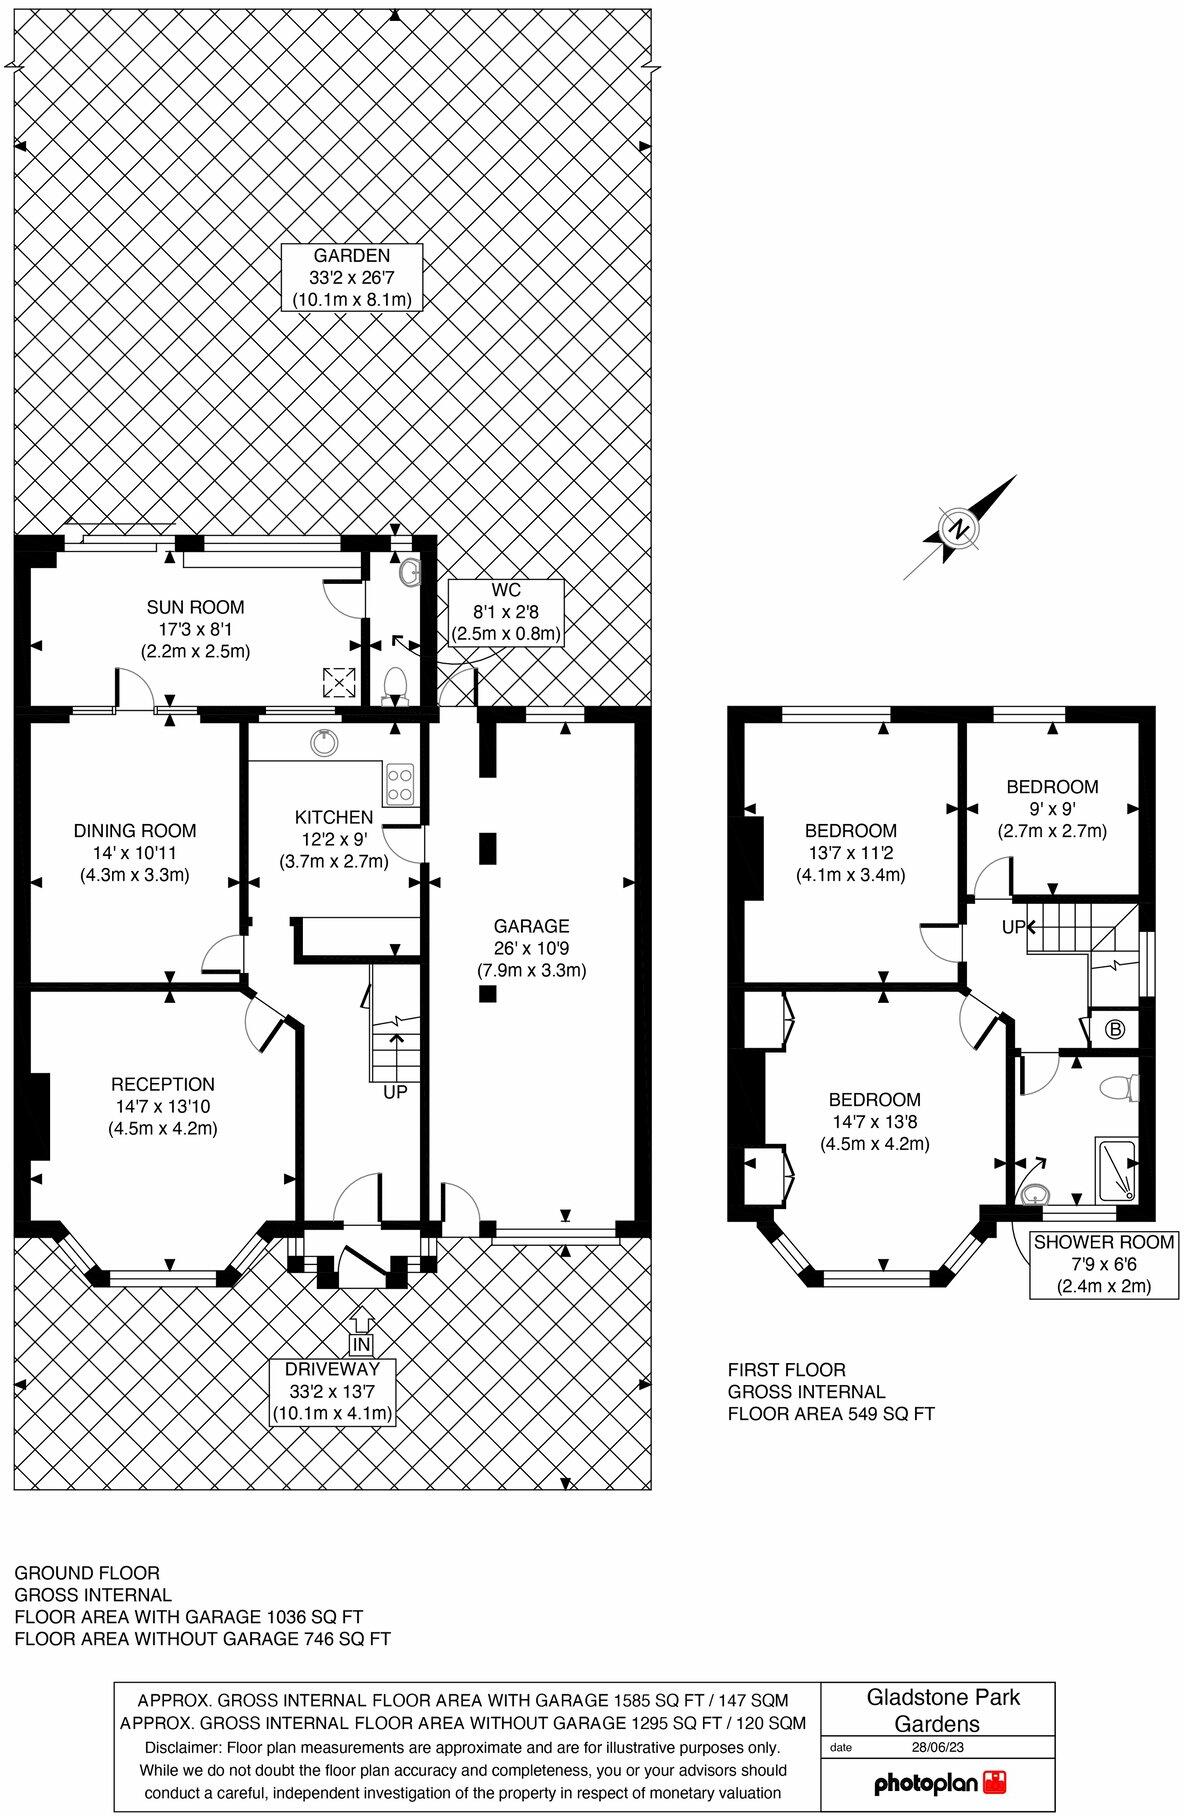 GARDEN
33'2 x 26'7
(10.1m x 8.1m)
N
SUN ROOM
17'3 x 8'1
(2.2m x 2.5m)
WC
8'1 x 2'8
(2.5m x 0.8m)
DINING ROOM
14' x 10'11
(4.3m x 3.3m)
KITCHEN
12'2 x 9'
(3.7m x 2.7m)
GARAGE
26' x 10'9
(7.9m x 3.3m)
RECEPTION
14'7 x 13'10
(4.5m x 4.2m)
UP
IN
DRIVEWAY
33'2 x 13'7
(10.1m x 4.1m)
BEDROOM
13'7 x 11'2
(4.1m x 3.4m)
BEDROOM
9' x 9'
(2.7m x 2.7m)
UP
B
BEDROOM
14'7 x 13'8
(4.5m x 4.2m)
SHOWER ROOM
7'9 x 6'6
(2.4m x 2m)
FIRST FLOOR
GROSS INTERNAL
FLOOR AREA 549 SQ FT
GROUND FLOOR
GROSS INTERNAL
FLOOR AREA WITH GARAGE 1036 SQ FT
FLOOR AREA WITHOUT GARAGE 746 SQ FT
APPROX. GROSS INTERNAL FLOOR AREA WITH GARAGE 1585 SQ FT / 147 SQM
APPROX. GROSS INTERNAL FLOOR AREA WITHOUT GARAGE 1295 SQ FT / 120 SQM
Disclaimer: Floor plan measurements are approximate and are for illustrative purposes only.
While we do not doubt the floor plan accuracy and completeness, you or your advisors should
conduct a careful, independent investigation of the property in respect of monetary valuation
Gladstone Park
Gardens
date 28/06/23
photoplan